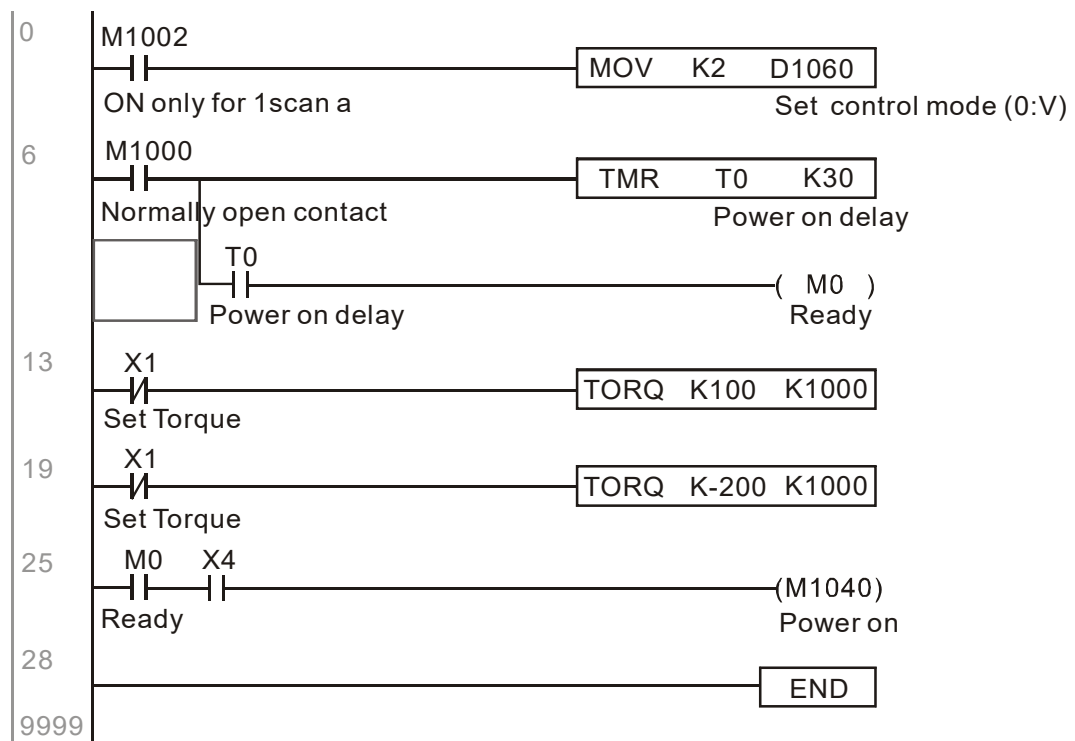 0
M1002
MOV K2 D1060
ON only for 1scan a
Set control mode (0:V)
6
M1000
TMR T0 K30
Normally open contact
Power on delay
T0
( M0 )
Power on delay
Ready
13
X1
TORQ K100 K1000
Set Torque
19
X1
TORQ K-200 K1000
Set Torque
25
M0 X4
(M1040)
Ready
Power on
28
END
9999